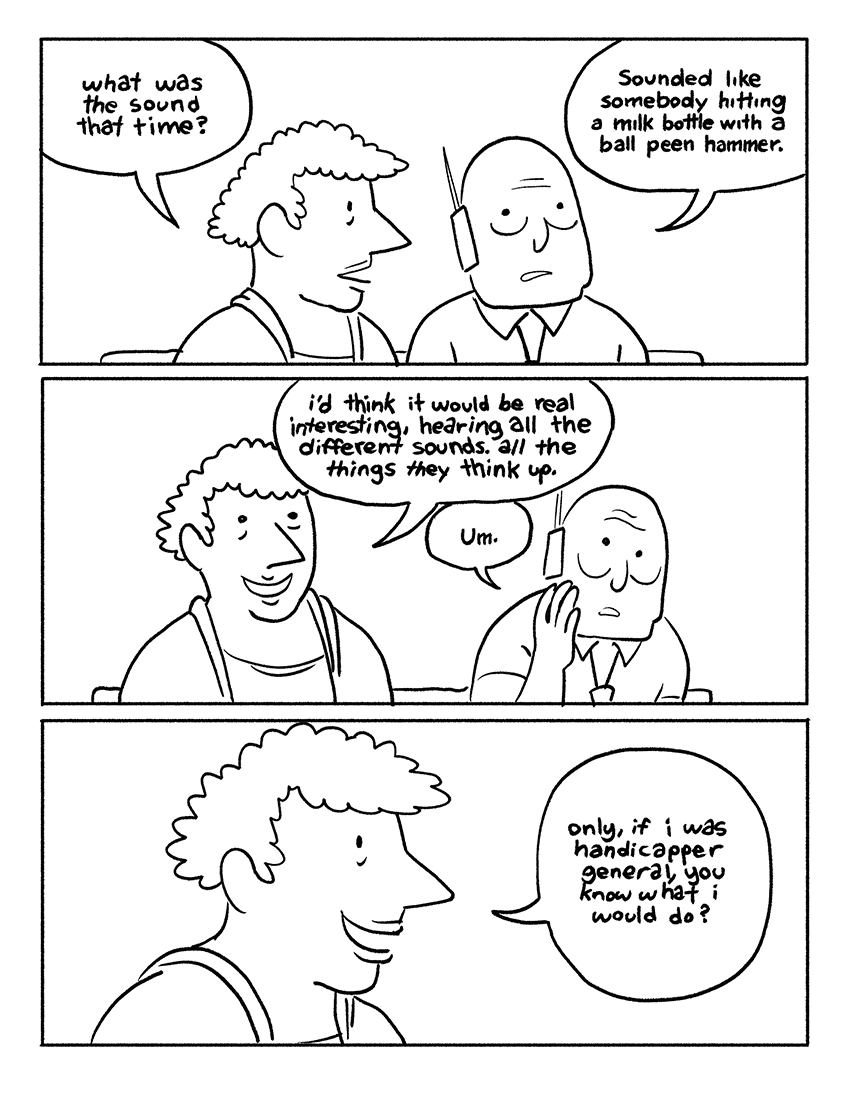 what was
the sound
that time?
Sounded like
somebody hitting
a milk bottle with a
ball peen hammer.
i'd think it would be real
interesting, hearing all the
different sounds. all the
things they think up.
Um.
only, if i was
handicapper
general, you
know what i
would do?